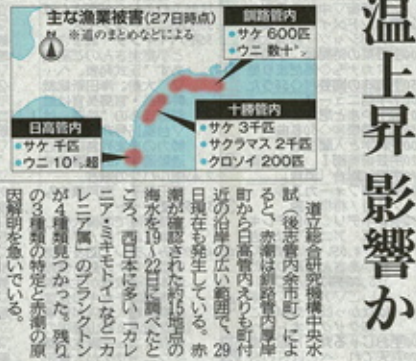 温上昇 影響か
主な漁業被害(27日時点)
※道のまとめなどによる
釧路管内
•サケ 600匹
•ウニ 数十㌧
十勝管内
•サケ 3千匹
•サクラマス 2千匹
•クロソイ 200匹
日高管内
•サケ 千匹
•ウニ 10㌧超
道立総合研究機構中央水
試(後志管内余市町)によ
ると、赤潮は釧路管内厚岸
町から日高管内えりも町付
近の沿岸の広い範囲で、29
日現在も発生している。赤
潮が確認された約15地点の
海水を19~22日に調べたと
ころ、西日本に多い「カレ
ニア・ミキモトイ」など「カ
レニア属」のプランクトン
が4種類見つかった。残り
の3種類の特定と赤潮の原
因解明を急いでいる。